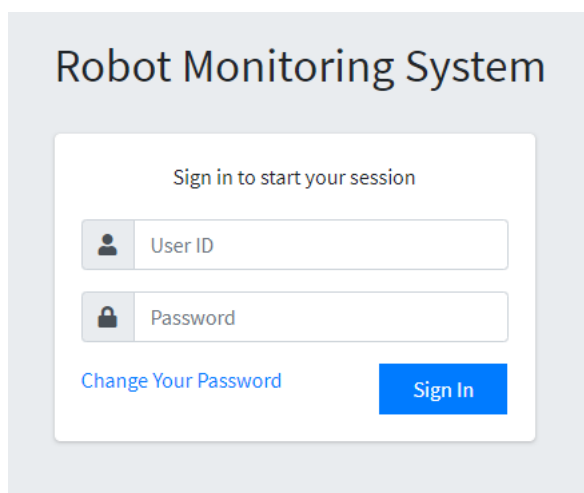 Robot Monitoring System
Sign in to start your session
User ID
Password
Change Your Password
Sign In